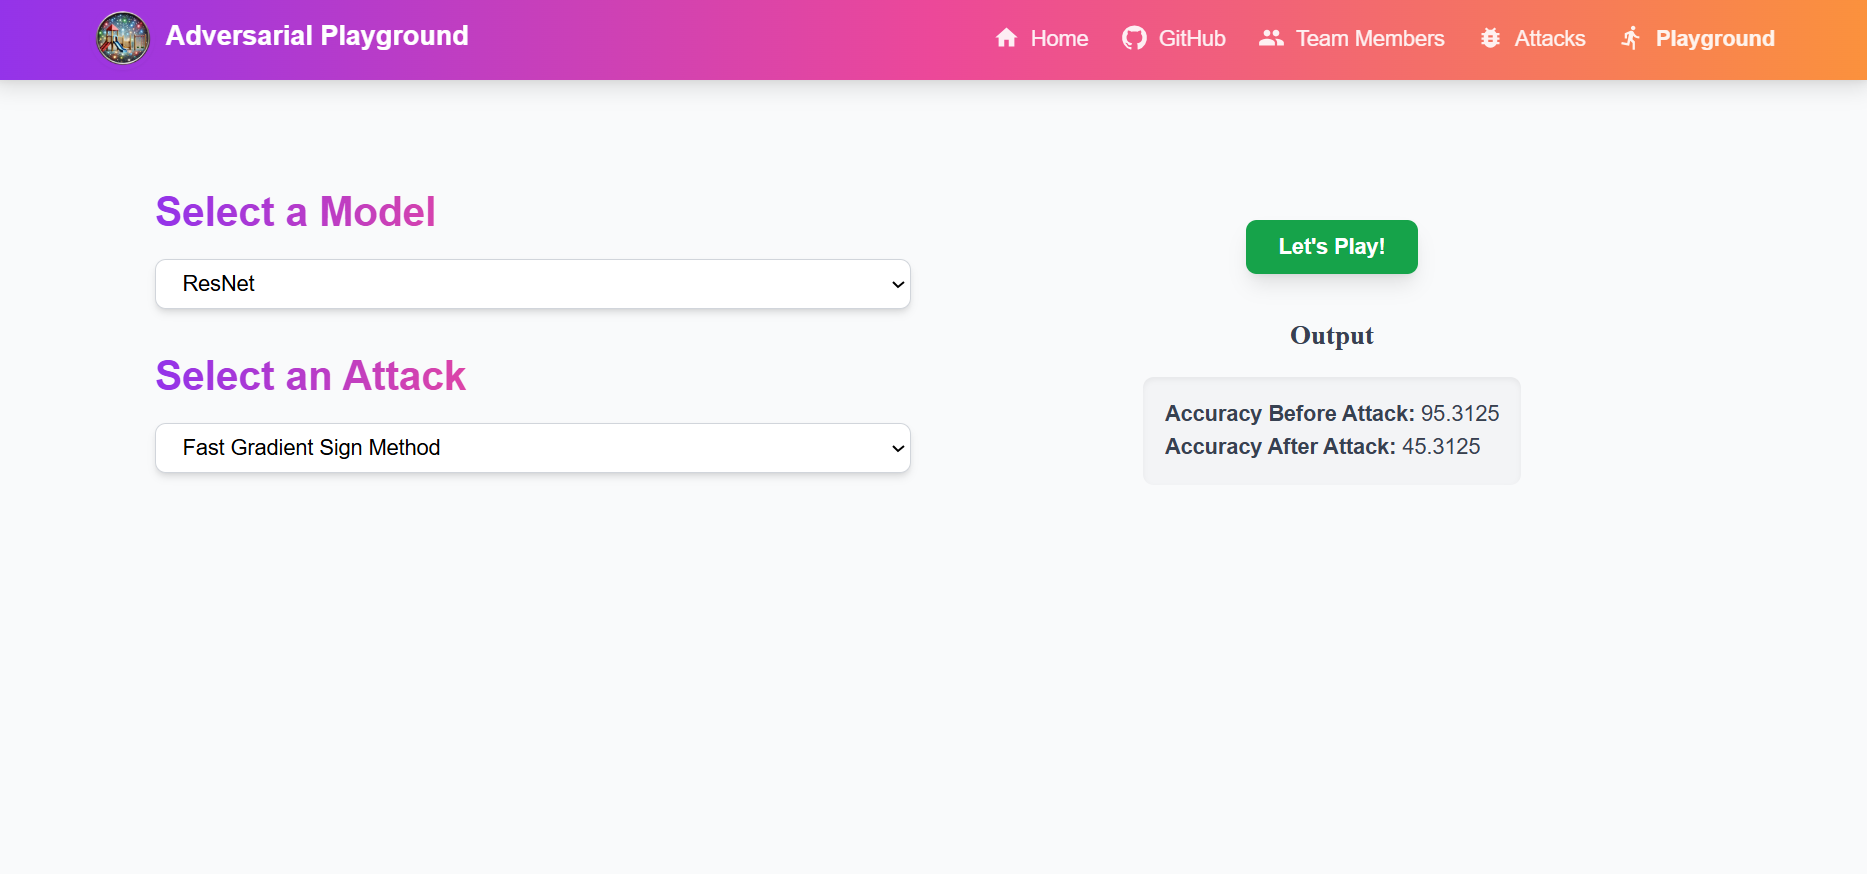 Adversarial Playground
Home GitHub Team Members Attacks Playground
Select a Model
ResNet
Select an Attack
Fast Gradient Sign Method
Let's Play!
Output
Accuracy Before Attack: 95.3125
Accuracy After Attack: 45.3125